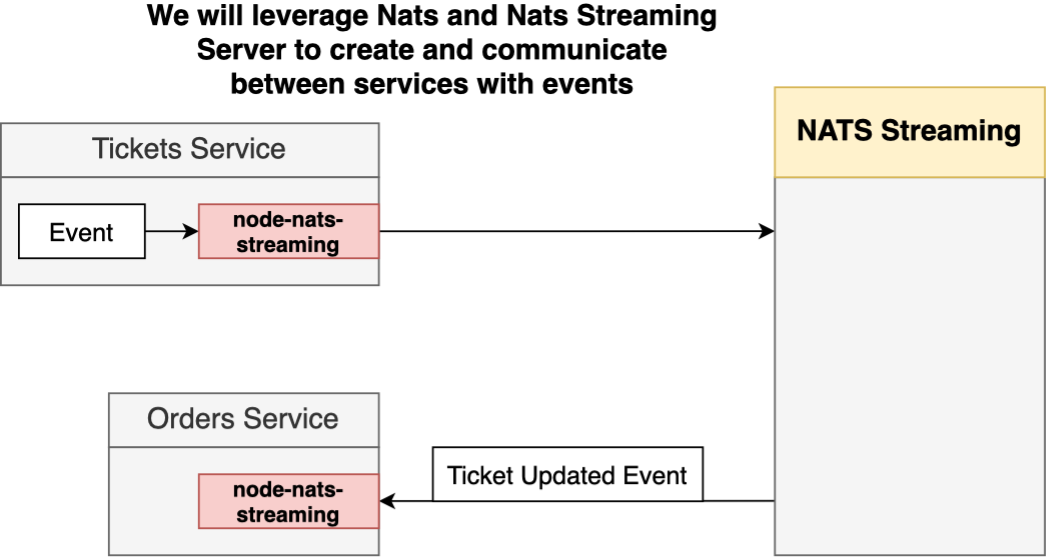 We will leverage Nats and Nats Streaming
Server to create and communicate
between services with events
NATS Streaming
Tickets Service
Event
node-nats-
streaming
Orders Service
Ticket Updated Event
node-nats-
streaming